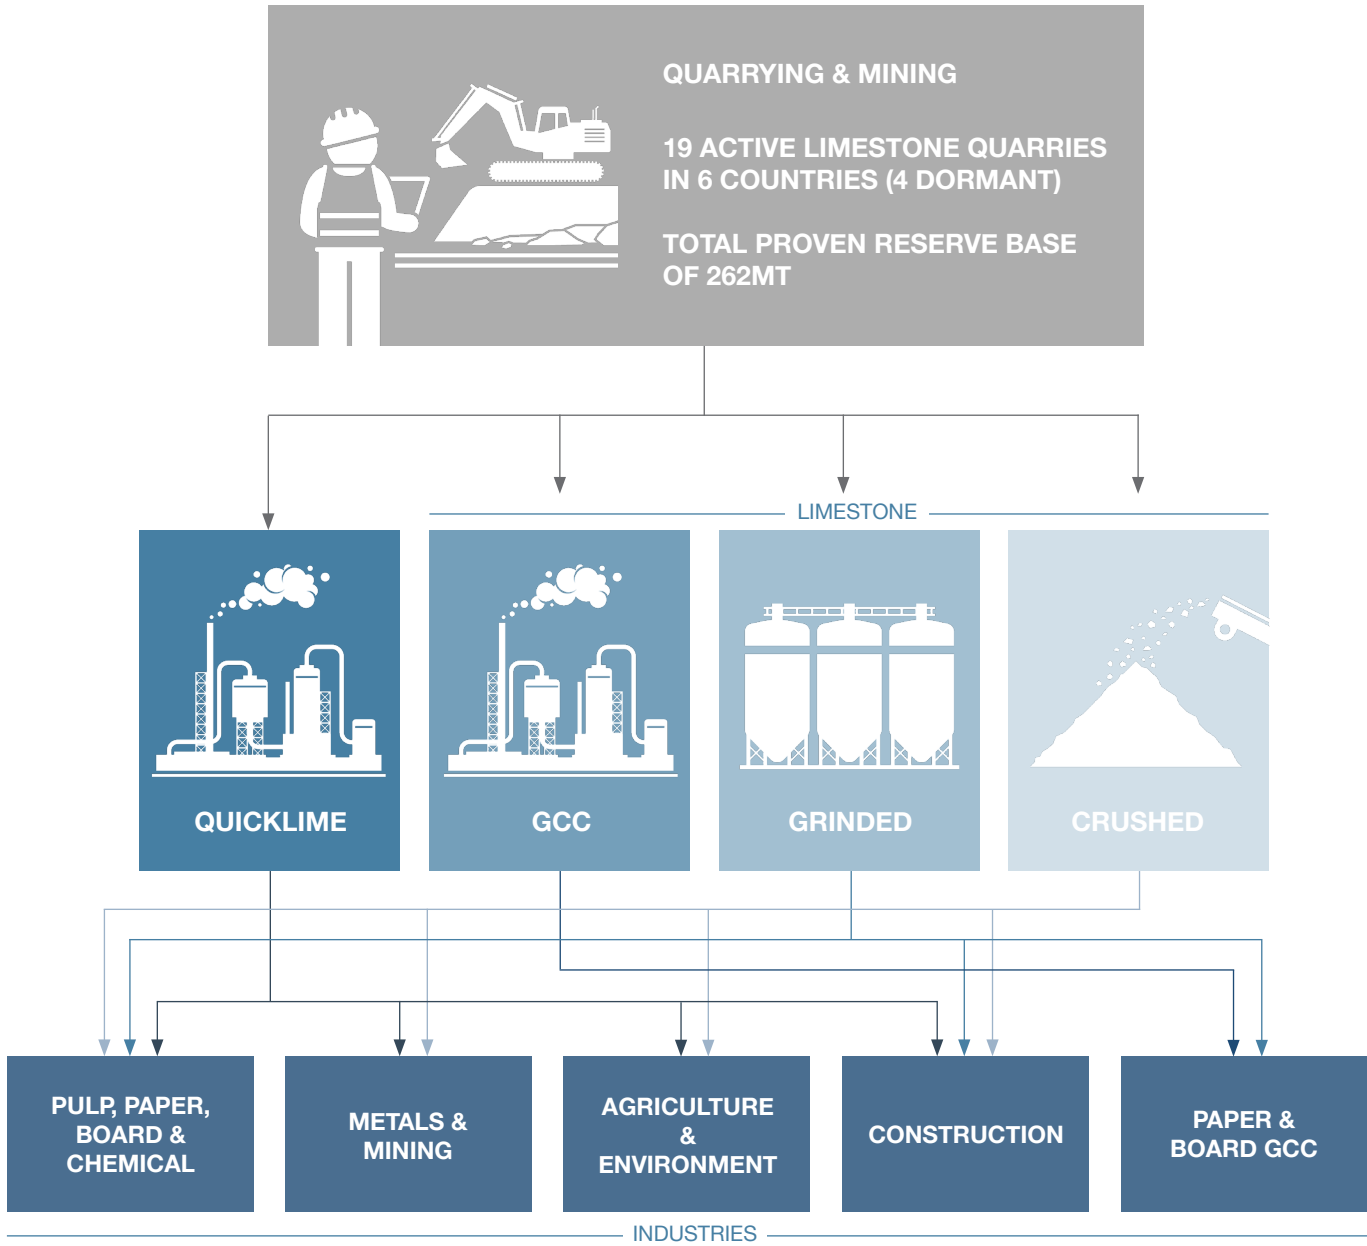 QUARRYING & MINING
19 ACTIVE LIMESTONE QUARRIES
IN 6 COUNTRIES (4 DORMANT)
TOTAL PROVEN RESERVE BASE
OF 262MT
LIMESTONE
QUICKLIME
GCC
GRINDED
CRUSHED
PULP, PAPER,
BOARD &
CHEMICAL
METALS &
MINING
AGRICULTURE
&
ENVIRONMENT
CONSTRUCTION
PAPER &
BOARD GCC
INDUSTRIES